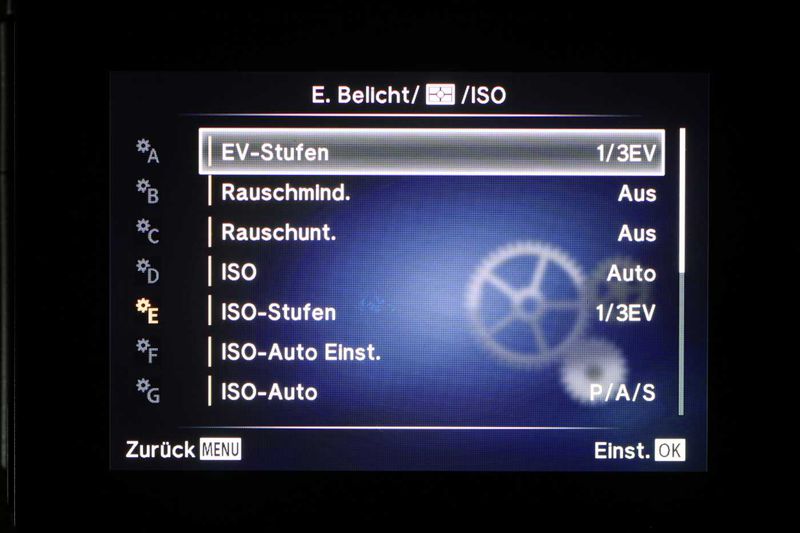 E. Belicht/ /ISO
A
EV-Stufen 1/3EV
B
Rauschmind. Aus
C
Rauschunt. Aus
D
ISO Auto
E
ISO-Stufen 1/3EV
F
ISO-Auto Einst.
G
ISO-Auto P/A/S
Zurück MENU Einst. OK